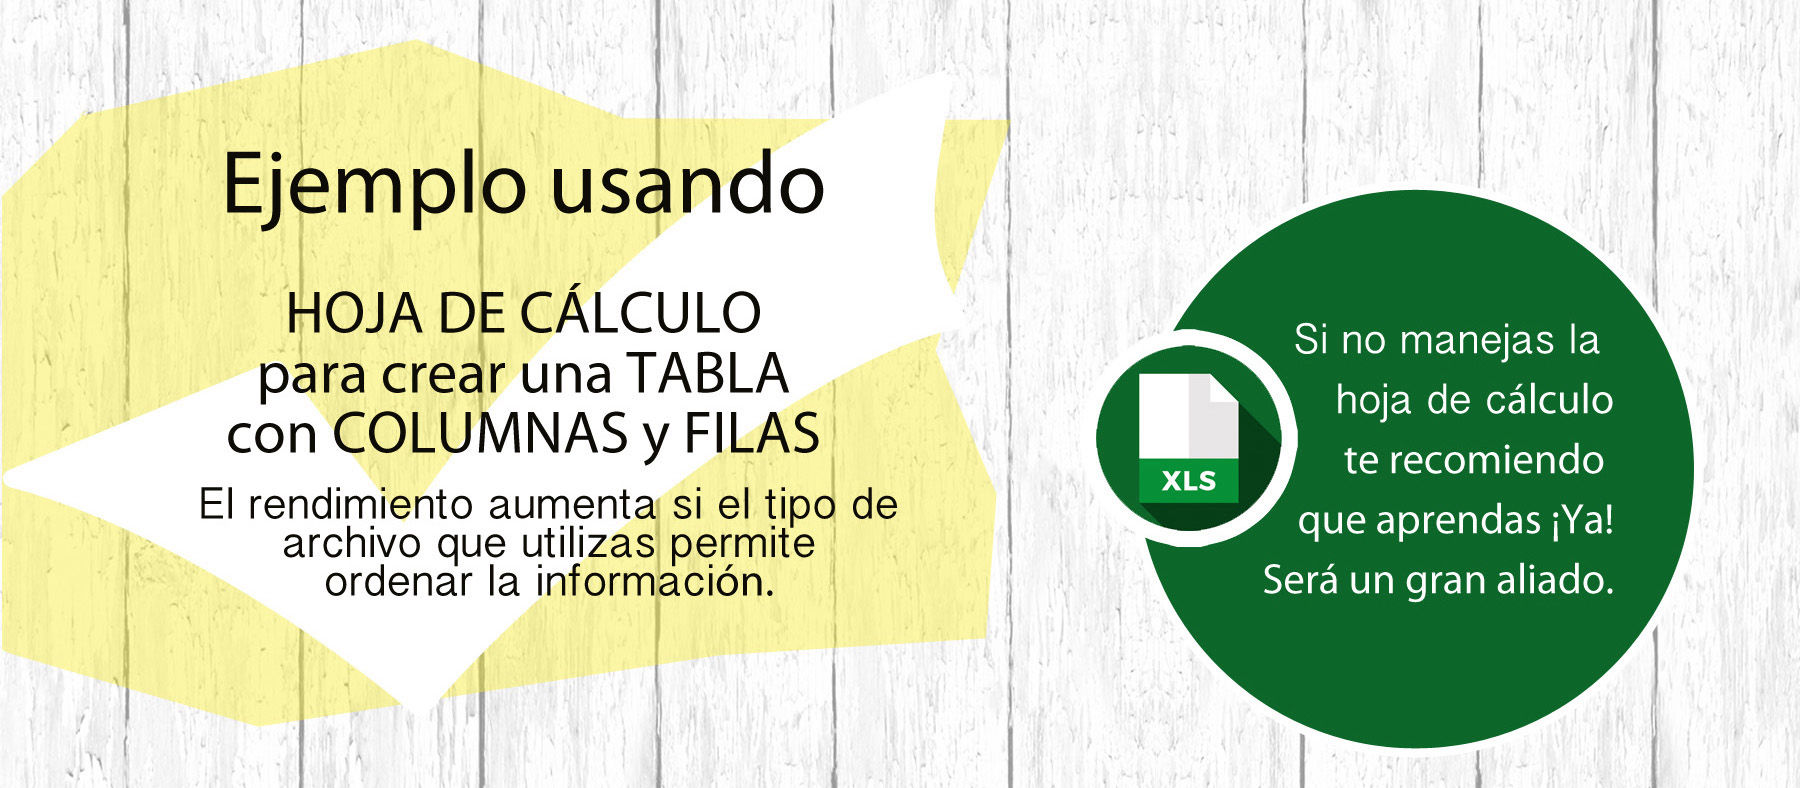 Ejemplo usando
HOJA DE CÁLCULO
para crear una TABLA
con COLUMNAS y FILAS
El rendimiento aumenta si el tipo de
archivo que utilizas permite
ordenar la información.
Si no manejas la
hoja de cálculo
te recomiendo
que aprendas ¡Ya!
Será un gran aliado.
XLS